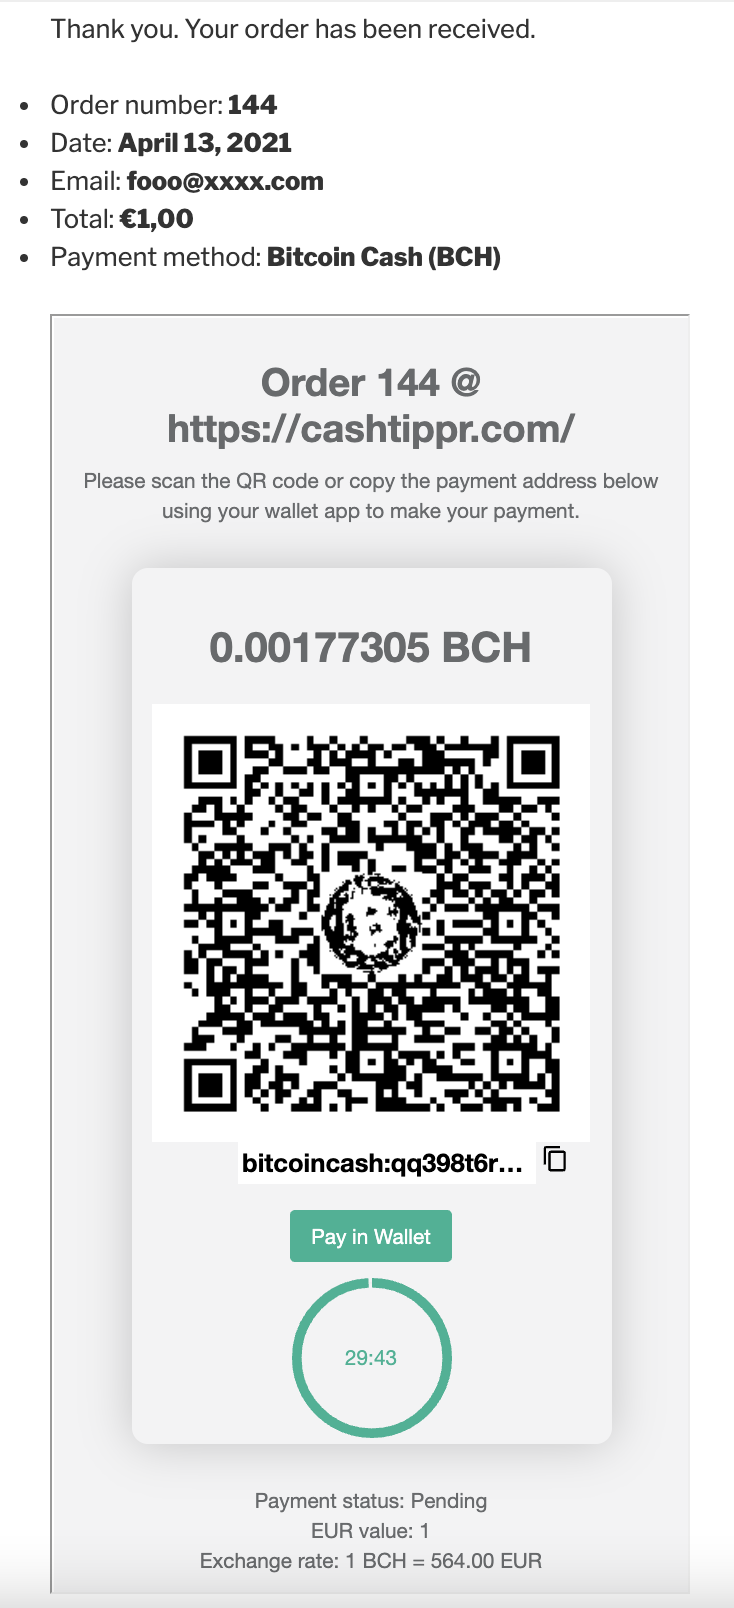 Thank you. Your order has been received.
Order number: 144
Date: April 13, 2021
Email: fooo@xxxx.com
Total: €1,00
Payment method: Bitcoin Cash (BCH)
Order 144 @
https://cashtippr.com/
Please scan the QR code or copy the payment address below
using your wallet app to make your payment.
0.00177305 BCH
bitcoincash:qq398t6r...
Pay in Wallet
29:43
Payment status: Pending
EUR value: 1
Exchange rate: 1 BCH = 564.00 EUR